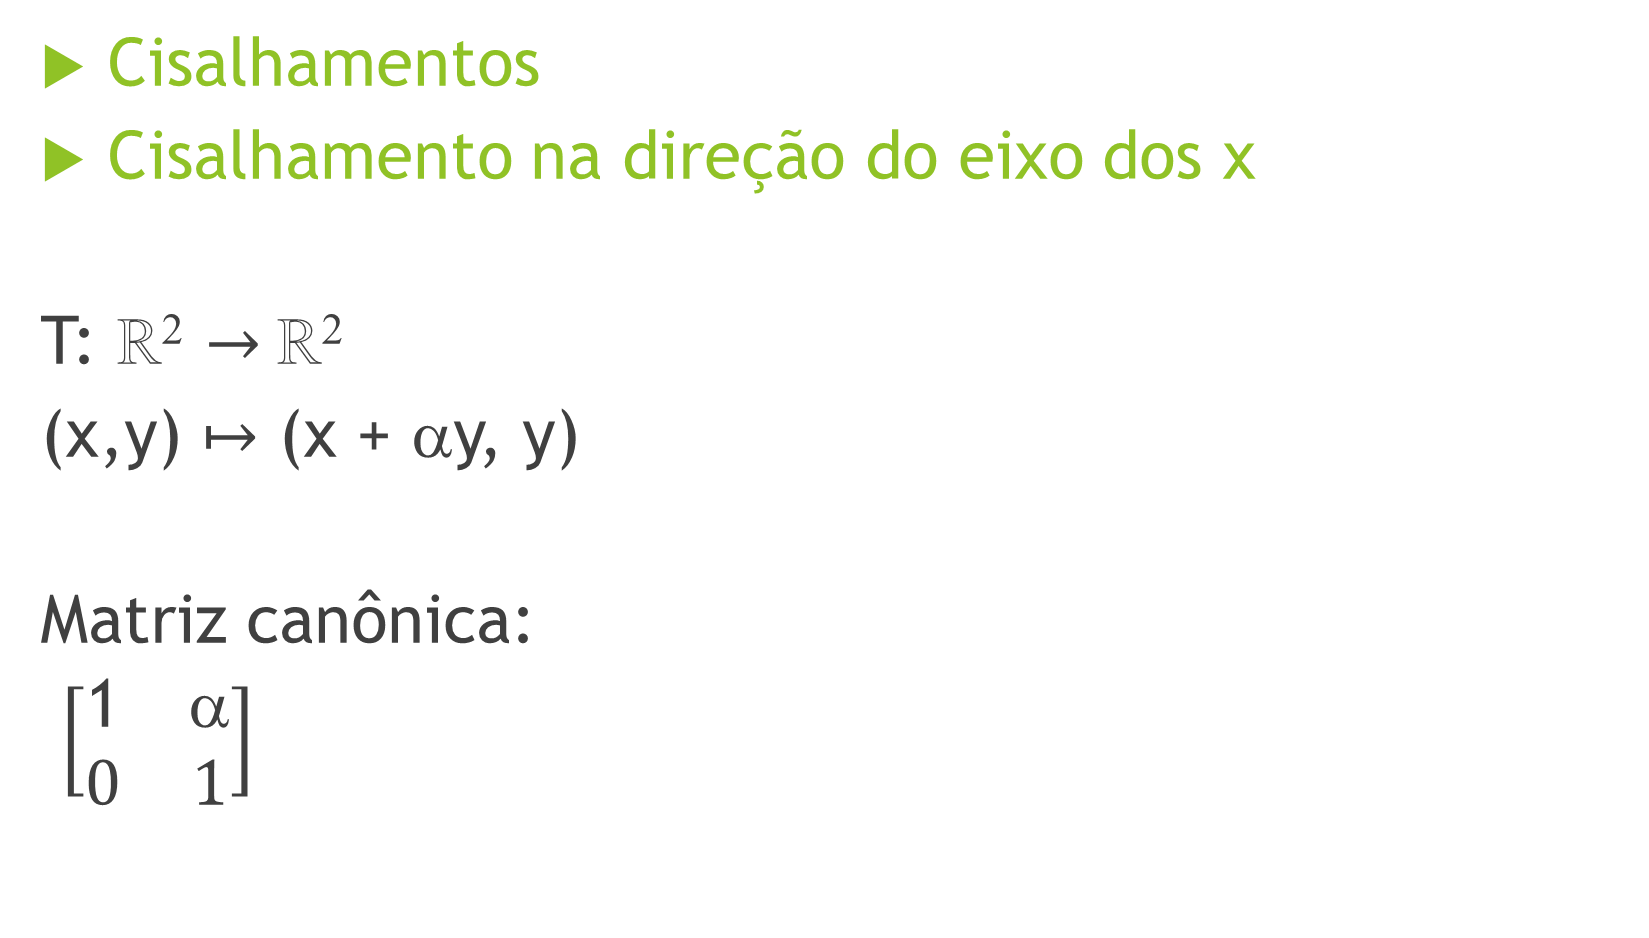 ▶ Cisalhamentos
▶ Cisalhamento na direção do eixo dos x
T: ℝ² → ℝ²
(x,y) ↦ (x + αy, y)
Matriz canônica:
[1 α
0 1]